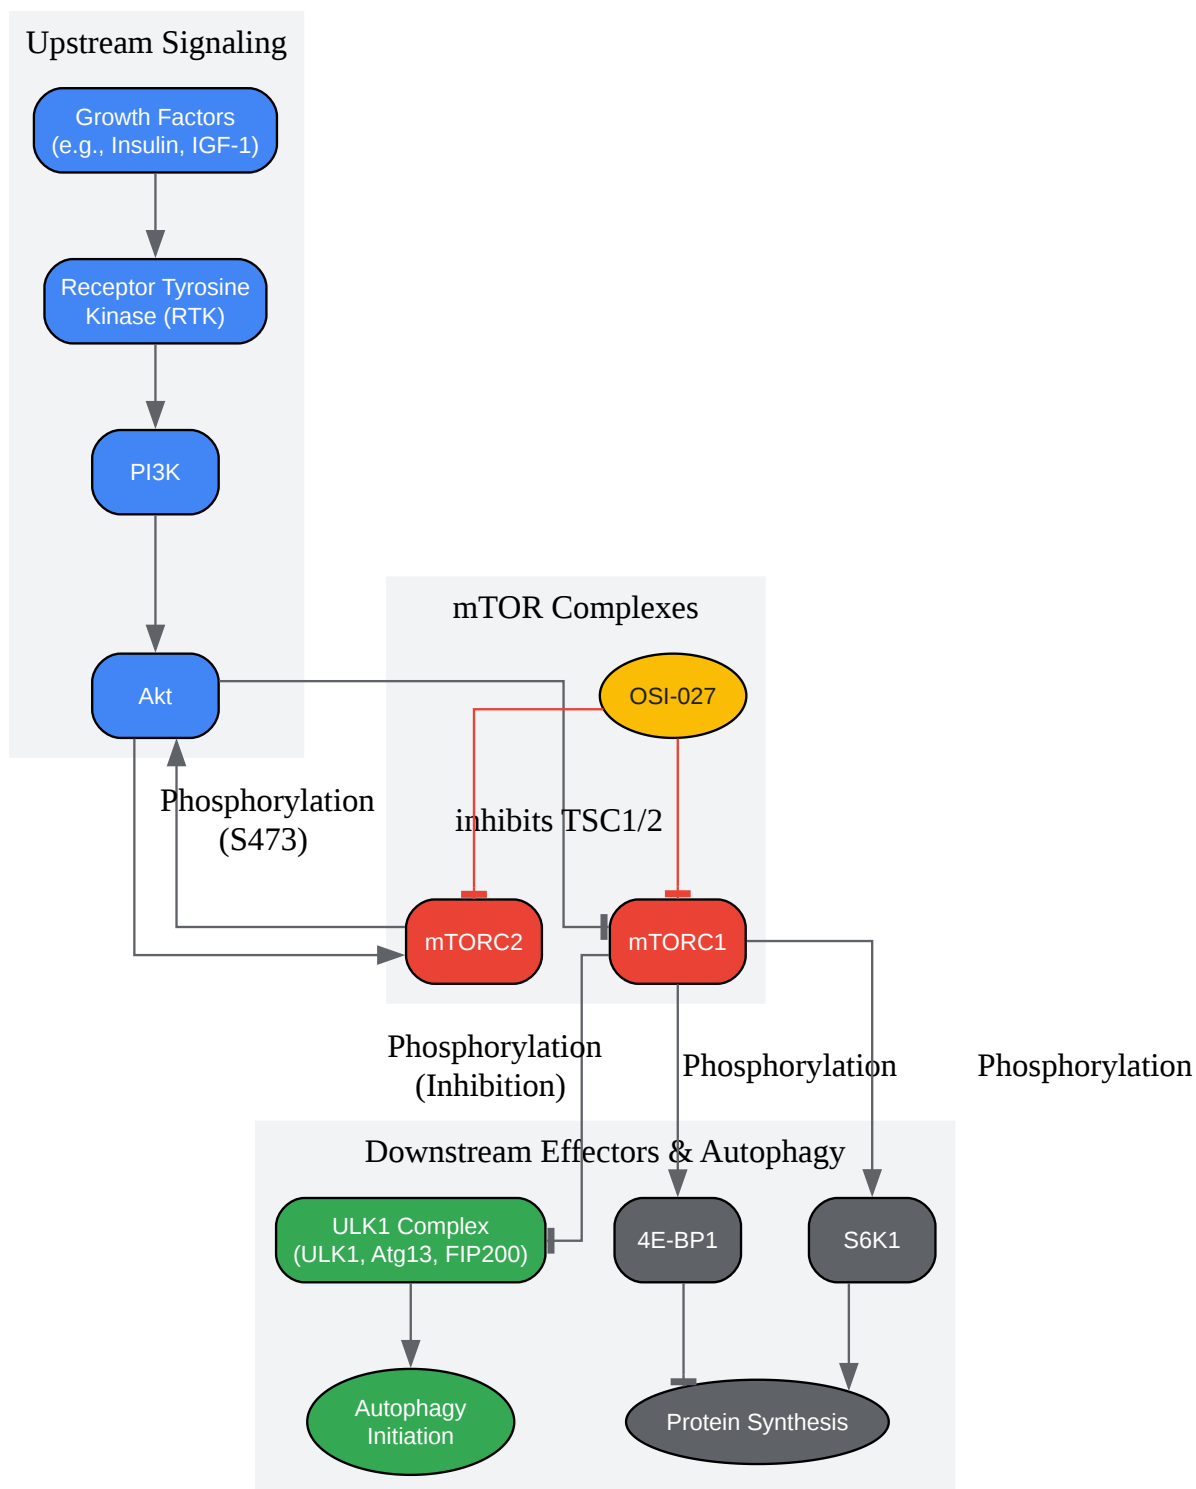 Upstream Signaling
Growth Factors
(e.g., Insulin, IGF-1)
Receptor Tyrosine
Kinase (RTK)
PI3K
mTOR Complexes
Akt
OSI-027
Phosphorylation
(S473)
inhibits TSC1/2
mTORC2
mTORC1
Phosphorylation
(Inhibition)
Phosphorylation
Phosphorylation
Downstream Effectors & Autophagy
ULK1 Complex
(ULK1, Atg13, FIP200)
4E-BP1
S6K1
Autophagy
Initiation
Protein Synthesis